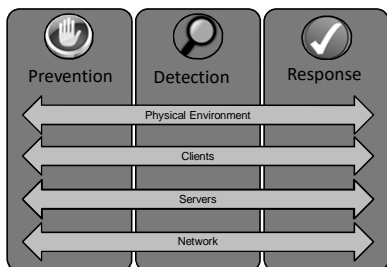 Prevention
Detection
Response
Physical Environment
Clients
Servers
Network